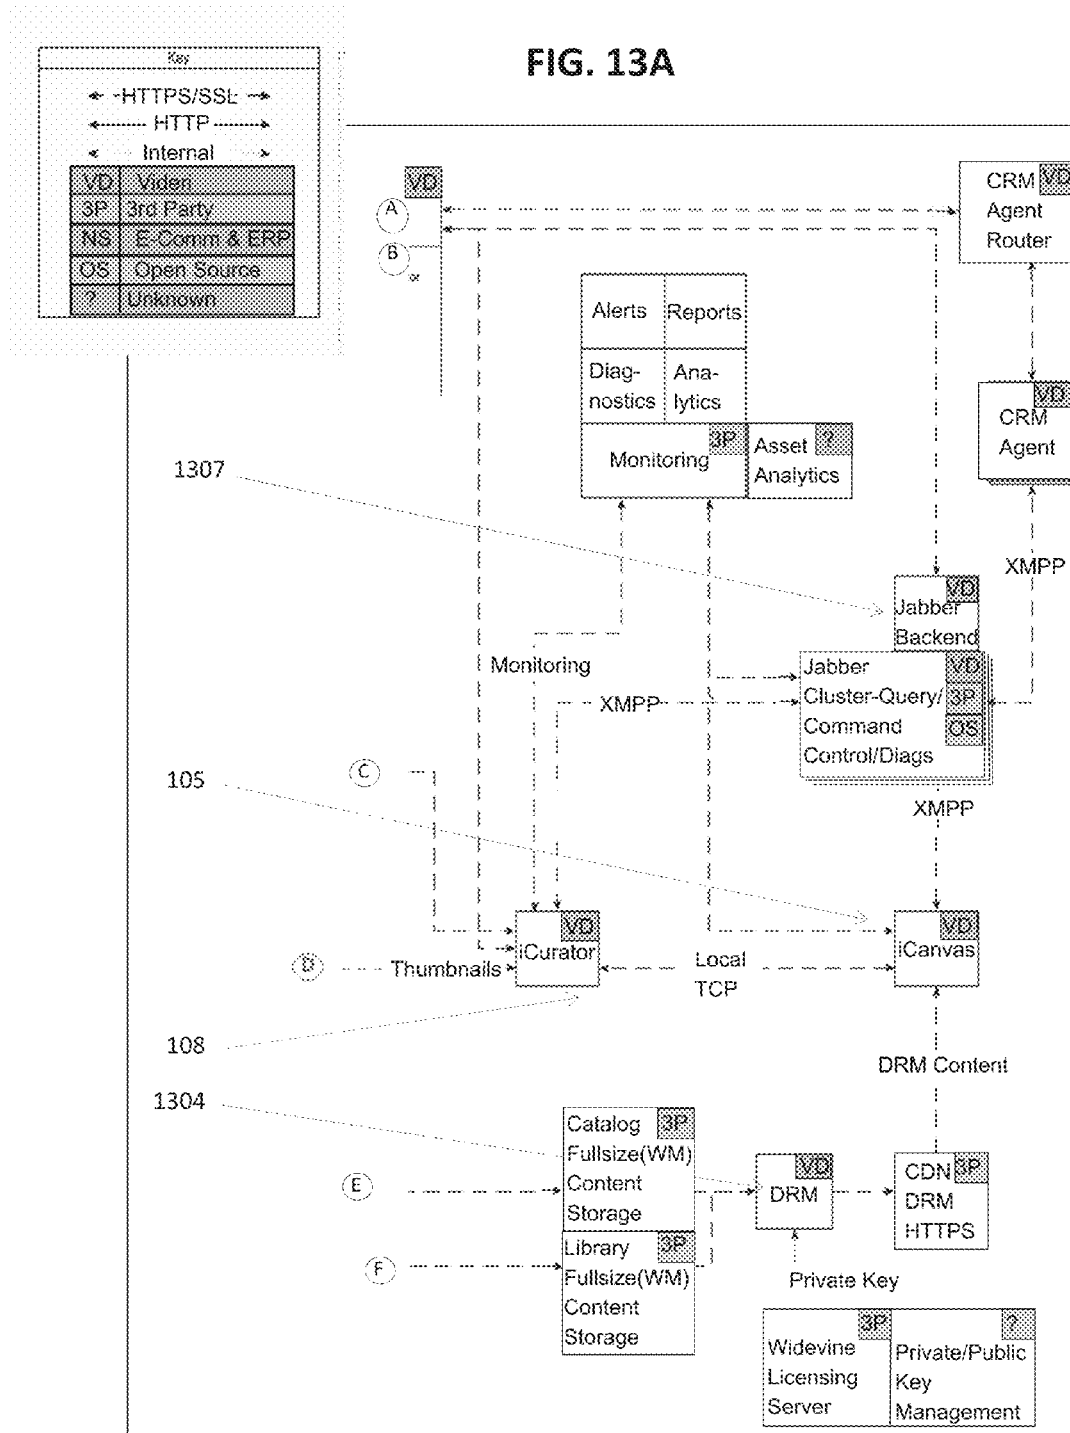 FIG. 13A
Key
HTTPS/SSL
HTTP
Internal
VD Viden
3P 3rd Party
NS E-Comm & ERP
OS Open Source
? Unknown
VD
A
B
or
CRM VD
Agent
Router
Alerts Reports
Diag-
nostics
Ana-
lytics
Monitoring 3P
Asset ?
Analytics
VD
CRM
Agent
1307
XMPP
VD
Jabber
Backend
Monitoring
Jabber VD
Cluster-Query/ 3P
Command OS
Control/Diags
XMPP
C
105
XMPP
VD
iCurator
VD
iCanvas
D
Thumbnails
Local
TCP
108
DRM Content
1304
Catalog 3P
Fullsize(WM)
Content
Storage
E
VD
DRM
CDN 3P
DRM
HTTPS
Library 3P
Fullsize(WM)
Content
Storage
F
Private Key
3P
Widevine
Licensing
Server
?
Private/Public
Key
Management